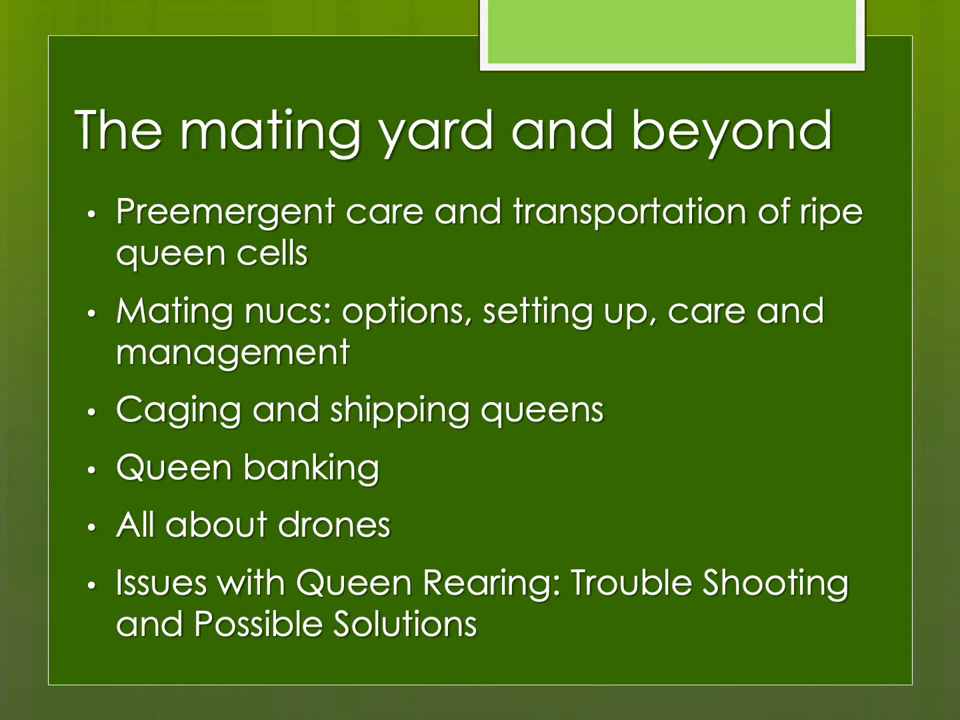 The mating yard and beyond
• Preemergent care and transportation of ripe
queen cells
• Mating nucs: options, setting up, care and
management
• Caging and shipping queens
• Queen banking
• All about drones
• Issues with Queen Rearing: Trouble Shooting
and Possible Solutions